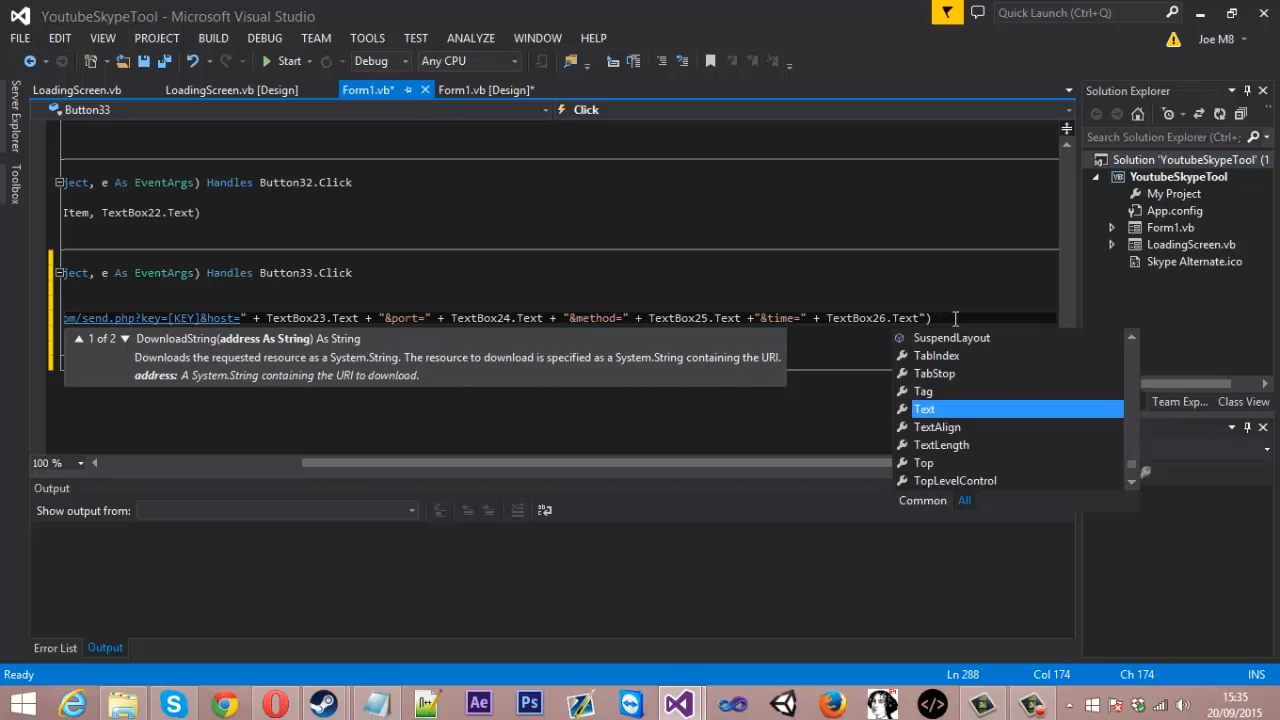 YoutubeSkypeTool - Microsoft Visual Studio
Quick Launch (Ctrl+Q)
FILE EDIT VIEW PROJECT BUILD DEBUG TEAM TOOLS TEST ANALYZE WINDOW HELP
Joe M8
Start Debug Any CPU
LoadingScreen.vb LoadingScreen.vb [Design] Form1.vb* Form1.vb [Design]*
Server Explorer
Toolbox
Button33 Click
ject, e As EventArgs) Handles Button32.Click
Item, TextBox22.Text)
ject, e As EventArgs) Handles Button33.Click
om/send.php?key=[KEY]&host=" + TextBox23.Text + "&port=" + TextBox24.Text + "&method=" + TextBox25.Text +"&time=" + TextBox26.Text")
1 of 2 DownloadString(address As String) As String
Downloads the requested resource as a System.String. The resource to download is specified as a System.String containing the URI.
address: A System.String containing the URI to download.
SuspendLayout
TabIndex
TabStop
Tag
Text
TextAlign
TextLength
Top
TopLevelControl
Common All
100 %
Output
Show output from:
Error List Output
Solution Explorer
Search Solution Explorer (Ctrl+;
Solution 'YoutubeSkypeTool' (1
YoutubeSkypeTool
My Project
App.config
Form1.vb
LoadingScreen.vb
Skype Alternate.ico
Team Exp... Class View
Ready Ln 288 Col 174 Ch 174 INS
Ae Ps
15:35
20/09/2015